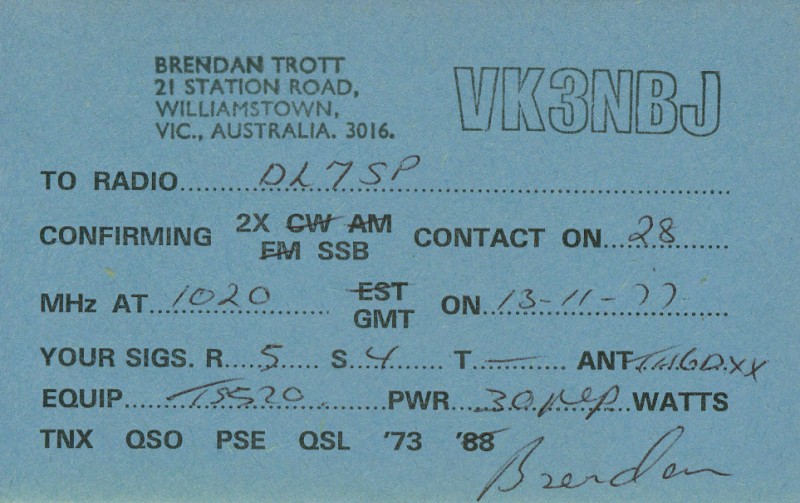 BRENDAN TROTT
21 STATION ROAD,
WILLIAMSTOWN,
VIC., AUSTRALIA. 3016.
VK3NBJ
TO RADIO DL7SP
CONFIRMING 2X CW AM FM SSB CONTACT ON 28
MHz AT 1020 EST GMT ON 13-11-77
YOUR SIGS. R 5 S 4 T — ANT TH6DXX
EQUIP TS520 PWR 30 pep WATTS
TNX QSO PSE QSL '73 '88
Brendan